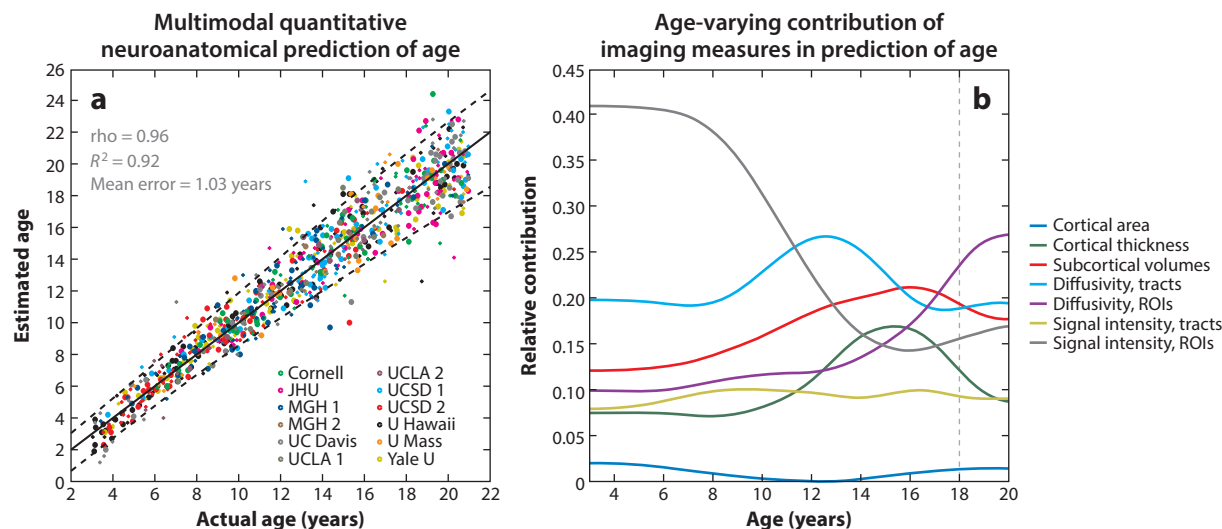 Multimodal quantitative
neuroanatomical prediction of age
a
rho = 0.96
R² = 0.92
Mean error = 1.03 years
Estimated age
26
24
22
20
18
16
14
12
10
8
6
4
2
0
2 4 6 8 10 12 14 16 18 20 22
Actual age (years)
Cornell
JHU
MGH 1
MGH 2
UC Davis
UCLA 1
UCLA 2
UCSD 1
UCSD 2
U Hawaii
U Mass
Yale U
Age-varying contribution of
imaging measures in prediction of age
b
Relative contribution
0.45
0.40
0.35
0.30
0.25
0.20
0.15
0.10
0.05
0
4 6 8 10 12 14 16 18 20
Age (years)
Cortical area
Cortical thickness
Subcortical volumes
Diffusivity, tracts
Diffusivity, ROIs
Signal intensity, tracts
Signal intensity, ROIs